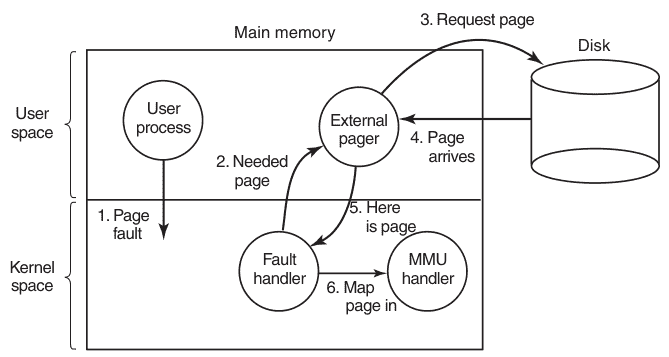 3. Request page
Main memory
Disk
User
space
User
process
External
pager
2. Needed
page
4. Page
arrives
1. Page
fault
5. Here
is page
Kernel
space
Fault
handler
MMU
handler
6. Map
page in